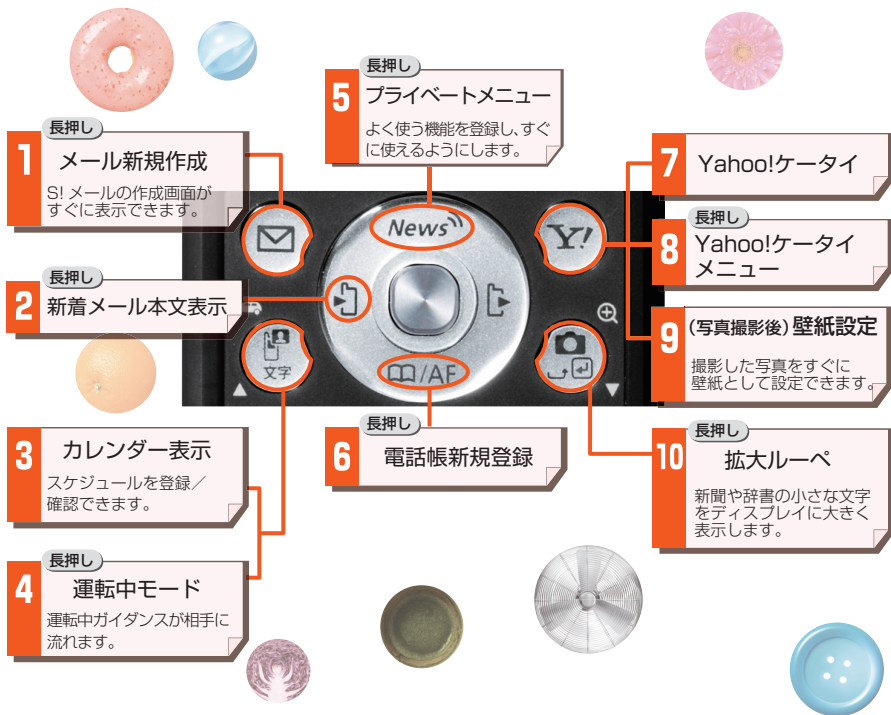 長押し
1
メール新規作成
S! メールの作成画面が
すぐに表示できます。
長押し
2
新着メール本文表示
3
カレンダー表示
スケジュールを登録／
確認できます。
長押し
4
運転中モード
運転中ガイダンスが相手に
流れます。
長押し
5
プライベートメニュー
よく使う機能を登録し、すぐ
に使えるようにします。
News
Y!
文字
/AF
長押し
6
電話帳新規登録
7
Yahoo!ケータイ
長押し
8
Yahoo!ケータイ
メニュー
9
(写真撮影後) 壁紙設定
撮影した写真をすぐに
壁紙として設定できます。
長押し
10
拡大ルーペ
新聞や辞書の小さな文字
をディスプレイに大きく
表示します。